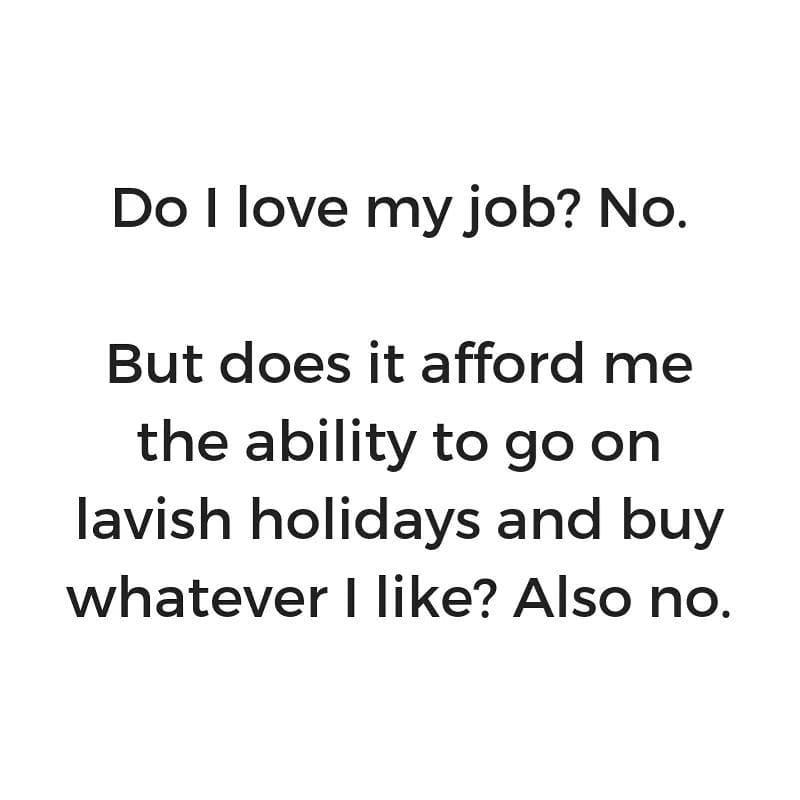 Do I love my job? No.
But does it afford me
the ability to go on
lavish holidays and buy
whatever I like? Also no.